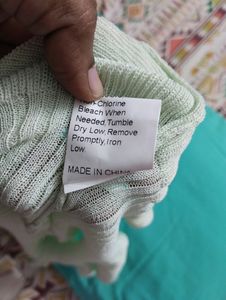 -Chlorine
Bleach When
Needed,Tumble
Dry Low,Remove
Promptly,Iron
Low
MADE IN CHINA